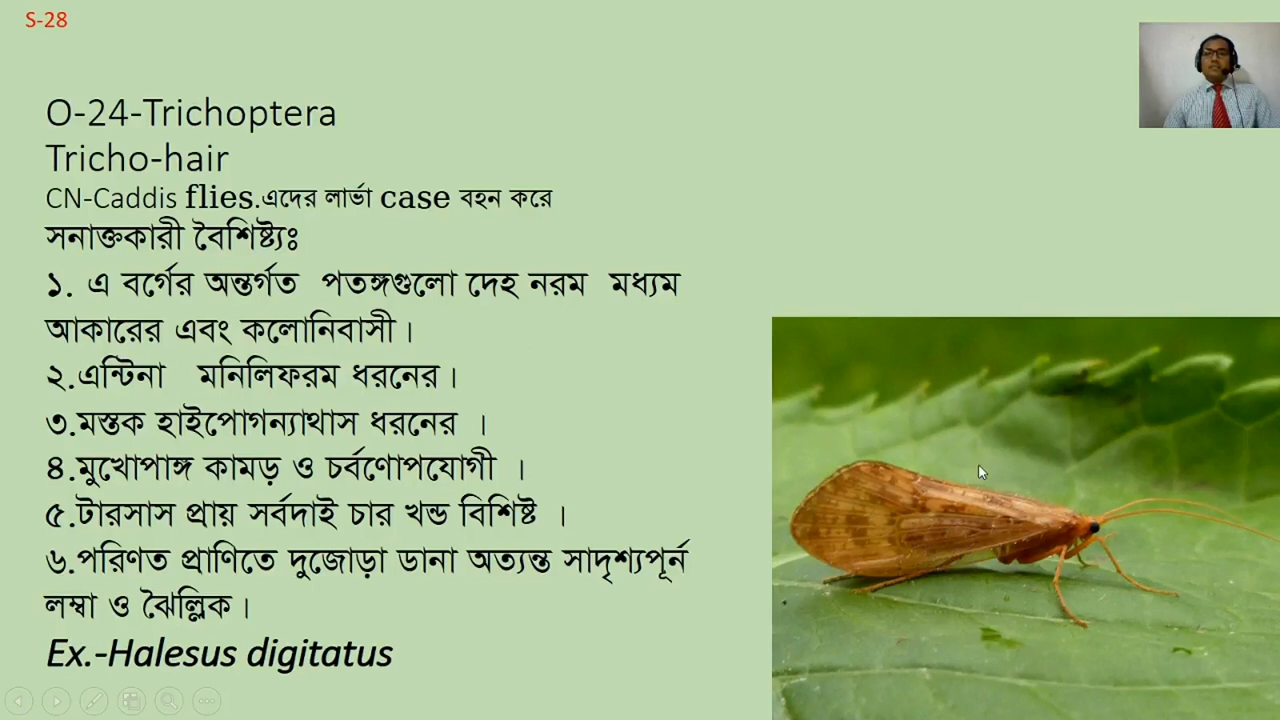 S-28
O-24-Trichoptera
Tricho-hair
CN-Caddis flies.এদের লার্ভা case বহন করে
সনাক্তকারী বৈশিষ্ট্যঃ
১. এ বর্গের অন্তর্গত পতঙ্গগুলো দেহ নরম মধ্যম
আকারের এবং কলোনিবাসী।
২.এন্টিনা মনিলিফরম ধরনের।
৩.মস্তক হাইপোগন্যাথাস ধরনের ।
৪.মুখোপাঙ্গ কামড় ও চর্বণোপযোগী ।
৫.টারসাস প্রায় সর্বদাই চার খন্ড বিশিষ্ট ।
৬.পরিণত প্রাণিতে দুজোড়া ডানা অত্যন্ত সাদৃশ্যপূর্ন
লম্বা ও ঝৈল্লিক।
Ex.-Halesus digitatus